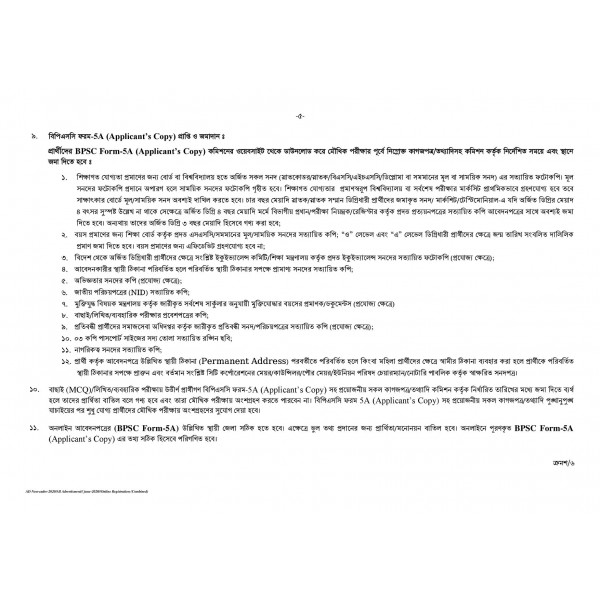 -৫-
৯. বিপিএসসি ফরম-5A (Applicant's Copy) প্রাপ্তি ও জমাদান ঃ
প্রার্থীদের BPSC Form-5A (Applicant's Copy) কমিশনের ওয়েবসাইট থেকে ডাউনলোড করে মৌখিক পরীক্ষার পূর্বে নিম্নোক্ত কাগজপত্র/তথ্যাদিসহ কমিশন কর্তৃক নির্দেশিত সময়ে এবং স্থানে
জমা দিতে হবে ঃ
১. শিক্ষাগত যোগ্যতা প্রমানের জন্য বোর্ড বা বিশ্ববিদ্যালয় হতে অর্জিত সকল সনদ (স্নাতকোত্তর/স্নাতক/বিএসসি/এইচএসসি/ডিপ্লোমা বা সমমানের মূল বা সাময়িক সনদ) এর সত্যায়িত ফটোকপি। মূল
সনদের ফটোকপি প্রদানে অপারগ হলে সাময়িক সনদের ফটোকপি গৃহীত হবে। শিক্ষাগত যোগ্যতার প্রমাণস্বরূপ বিশ্ববিদ্যালয় বা সর্বশেষ পরীক্ষার মার্কসিট প্রাথমিকভাবে গ্রহণযোগ্য হবে তবে
সাক্ষাৎকার বোর্ডে মূল/সাময়িক সনদ অবশ্যই দাখিল করতে হবে। চার বছর মেয়াদি স্নাতক/স্নাতক সম্মান ডিগ্রিধারী প্রার্থীদের জমাকৃত সনদ/ মার্কশিট/টেস্টিমোনিয়াল-এ যদি অর্জিত ডিগ্রির মেয়াদ
৪ বৎসর সুস্পষ্ট উল্লেখ না থাকে সেক্ষেত্রে অর্জিত ডিগ্রি ৪ বছর মেয়াদি মর্মে বিভাগীয় প্রধান/পরীক্ষা নিয়ন্ত্রক/রেজিস্টার কর্তৃক প্রদত্ত প্রত্যয়নপত্রের সত্যায়িত কপি আবেদনপত্রের সাথে অবশ্যই জমা
দিতে হবে। অন্যথায় তাদের অর্জিত ডিগ্রি ৩ বছর মেয়াদি হিসেবে গণ্য করা হবে;
২. বয়স প্রমাণের জন্য শিক্ষা বোর্ড কর্তৃক প্রদত্ত এসএসসি/সমমানের মূল/সাময়িক সনদের সত্যায়িত কপি; “ও” লেভেল এবং “এ” লেভেল ডিগ্রিধারী প্রার্থীদের ক্ষেত্রে জন্ম তারিখ সংবলিত দালিলিক
প্রমাণ জমা দিতে হবে। বয়স প্রমাণের জন্য এফিডেভিট গ্রহণযোগ্য হবে না;
৩. বিদেশ থেকে অর্জিত ডিগ্রিধারী প্রার্থীদের ক্ষেত্রে সংশ্লিষ্ট ইকুইভ্যালেন্স কমিটি/শিক্ষা মন্ত্রণালয় কর্তৃক প্রদত্ত ইকুইভ্যালেন্স সনদের সত্যায়িত ফটোকপি (প্রযোজ্য ক্ষেত্রে);
৪. আবেদনকারীর স্থায়ী ঠিকানা পরিবর্তিত হলে পরিবর্তিত স্থায়ী ঠিকানার সপক্ষে প্রামাণ্য সনদের সত্যায়িত কপি;
৫. অভিজ্ঞতার সনদের কপি (প্রযোজ্য ক্ষেত্রে);
৬. জাতীয় পরিচয়পত্রের (NID) সত্যায়িত কপি;
৭. মুক্তিযুদ্ধ বিষয়ক মন্ত্রণালয় কর্তৃক জারীকৃত সর্বশেষ সার্কুলার অনুযায়ী মুক্তিযোদ্ধার বয়সের প্রমাণক/ডকুমেন্টস (প্রযোজ্য ক্ষেত্রে);
৮. বাছাই/লিখিত/ব্যবহারিক পরীক্ষার প্রবেশপত্রের কপি;
৯. প্রতিবন্ধী প্রার্থীদের সমাজসেবা অধিদপ্তর কর্তৃক জারীকৃত প্রতিবন্ধী সনদ/পরিচয়পত্রের সত্যায়িত কপি (প্রযোজ্য ক্ষেত্রে);
১০. ০৩ কপি পাসপোর্ট সাইজের সদ্য তোলা সত্যায়িত রঙ্গিন ছবি;
১১. নাগরিকত্ব সনদের সত্যায়িত কপি;
১২. প্রার্থী কর্তৃক আবেদনপত্রে উল্লিখিত স্থায়ী ঠিকানা (Permanent Address) পরবর্তীতে পরিবর্তিত হলে কিংবা মহিলা প্রার্থীদের ক্ষেত্রে স্বামীর ঠিকানা ব্যবহার করা হলে প্রার্থীকে পরিবর্তিত
স্থায়ী ঠিকানার সপক্ষে প্রাক্তন এবং বর্তমান সংশ্লিষ্ট সিটি কর্পোরেশনের মেয়র/কাউন্সিলর/পৌর মেয়র/ইউনিয়ন পরিষদ চেয়ারম্যান/নোটারি পাবলিক কর্তৃক স্বাক্ষরিত সনদপত্র।
১০. বাছাই (MCQ)/লিখিত/ব্যবহারিক পরীক্ষায় উত্তীর্ণ প্রার্থীগণ বিপিএসসি ফরম-5A (Applicant's Copy) সহ প্রয়োজনীয় সকল কাগজপত্র/তথ্যাদি কমিশন কর্তৃক নির্ধারিত তারিখের মধ্যে জমা দিতে ব্যর্থ
হলে তাদের প্রার্থিতা বাতিল বলে গণ্য হবে এবং তারা মৌখিক পরীক্ষায় অংশগ্রহণ করতে পারবেন না। বিপিএসসি ফরম 5A (Applicant's Copy) সহ প্রয়োজনীয় সকল কাগজপত্র/তথ্যাদি পুঙ্খানুপুঙ্খ
যাচাইয়ের পর শুধু যোগ্য প্রার্থীদের মৌখিক পরীক্ষায় অংশগ্রহণের সুযোগ দেয়া হবে।
১১. অনলাইন আবেদনপত্রের (BPSC Form-5A) উল্লিখিত স্থায়ী জেলা সঠিক হতে হবে। এক্ষেত্রে ভুল তথ্য প্রদানের জন্য প্রার্থিতা/মনোনয়ন বাতিল হবে। অনলাইনে পূরণকৃত BPSC Form-5A
(Applicant's Copy) এর তথ্য সঠিক হিসেবে পরিগণিত হবে।
ক্রমশ/৬